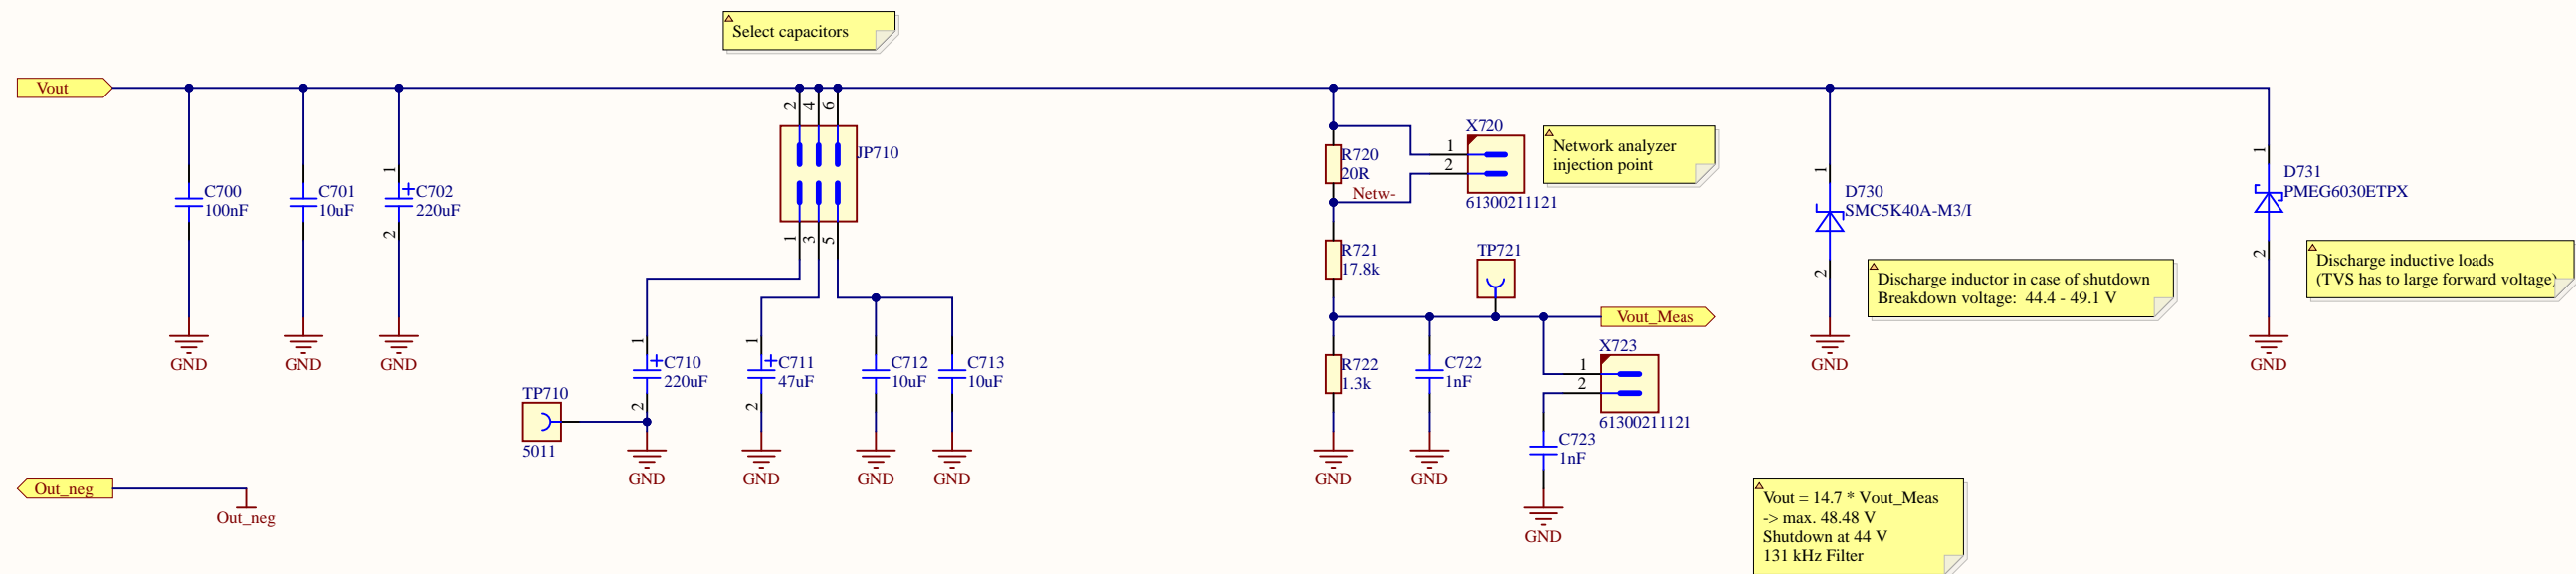 Select capacitors
Vout
2
4
6
JP710
1
3
5
C700
100nF
GND
C701
10uF
GND
1
C702
220uF
2
GND
1
C710
220uF
2
GND
TP710
5011
1
C711
47uF
2
GND
C712
10uF
GND
C713
10uF
GND
Out_neg
Out_neg
R720
20R
Netw-
X720
1
2
61300211121
Network analyzer
injection point
R721
17.8k
TP721
Vout_Meas
R722
1.3k
GND
C722
1nF
GND
X723
1
2
61300211121
C723
1nF
GND
1
D730
SMC5K40A-M3/I
2
GND
Discharge inductor in case of shutdown
Breakdown voltage: 44.4 - 49.1 V
1
D731
PMEG6030ETPX
2
GND
Discharge inductive loads
(TVS has to large forward voltage)
Vout = 14.7 * Vout_Meas
-> max. 48.48 V
Shutdown at 44 V
131 kHz Filter